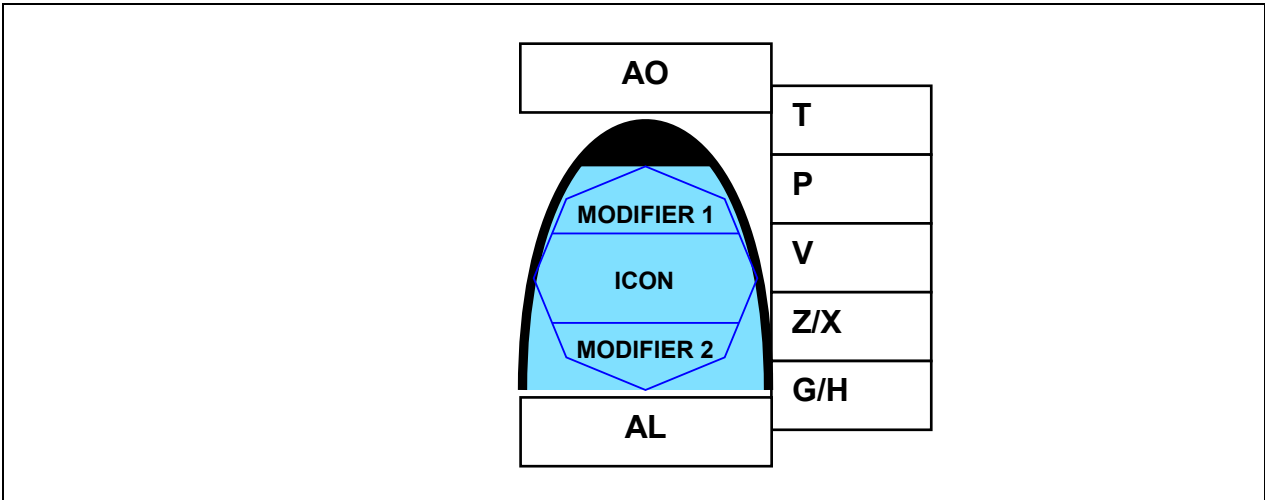 AO
T
P
MODIFIER 1
V
ICON
Z/X
MODIFIER 2
G/H
AL